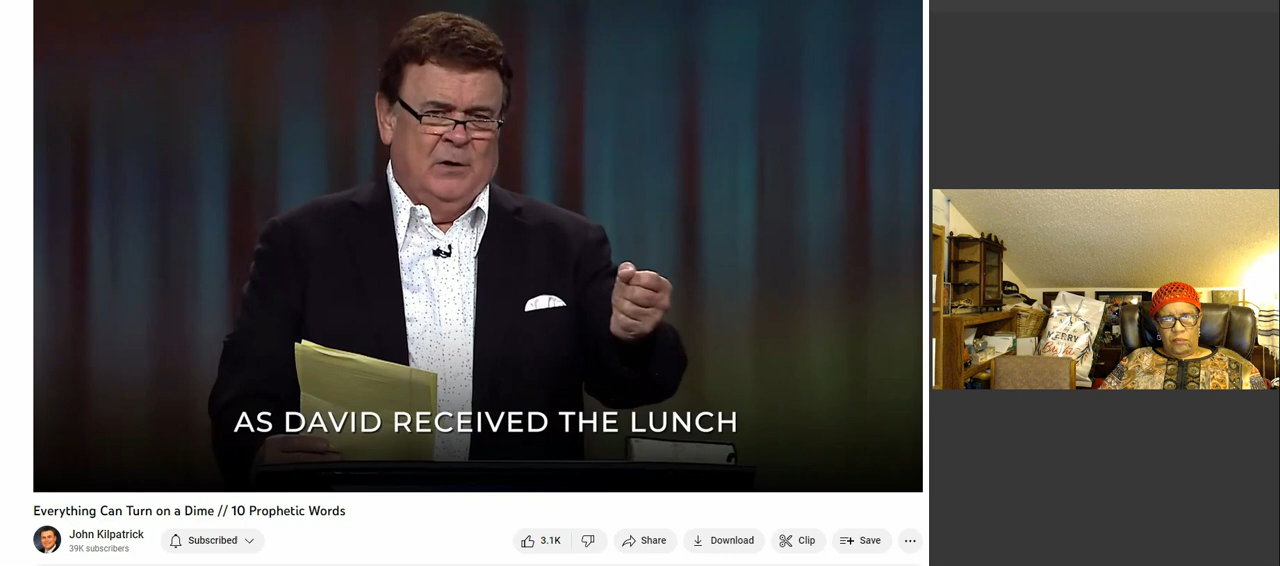 AS DAVID RECEIVED THE LUNCH
Everything Can Turn on a Dime // 10 Prophetic Words
John Kilpatrick
39K subscribers
Subscribed
3.1K
Share
Download
Clip
Save